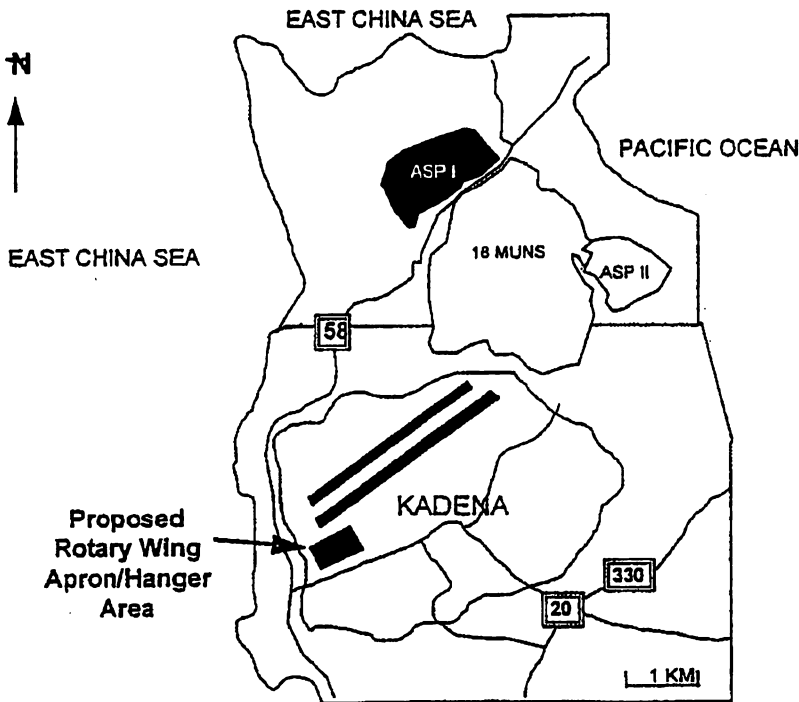 EAST CHINA SEA
N
PACIFIC OCEAN
ASP I
EAST CHINA SEA
18 MUNS
ASP II
58
KADENA
Proposed
Rotary Wing
Apron/Hanger
Area
330
20
1 KM